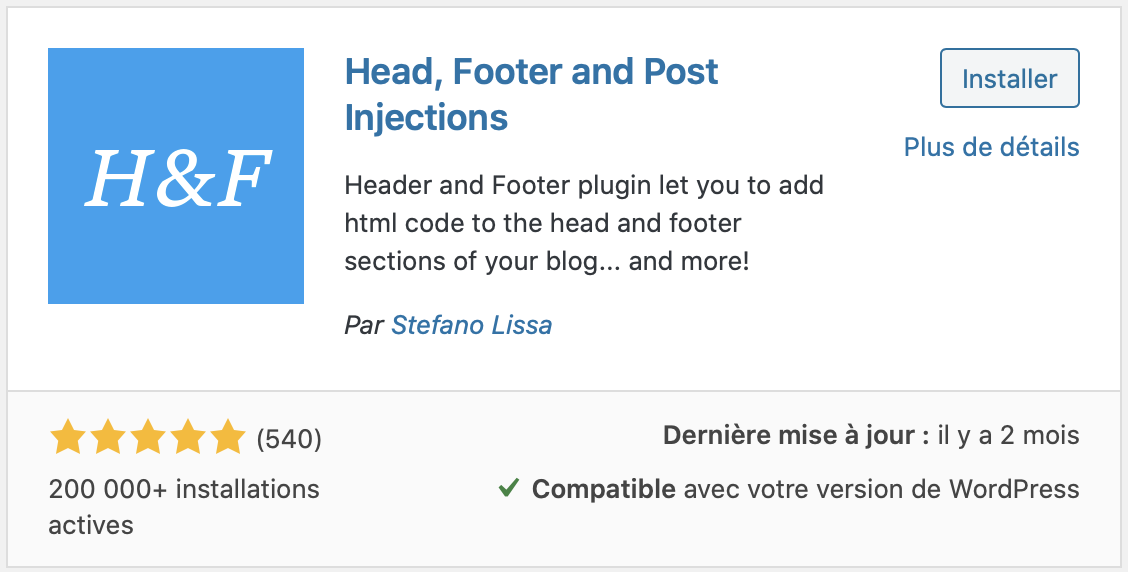 H&F
Head, Footer and Post
Injections
Installer
Plus de détails
Header and Footer plugin let you to add
html code to the head and footer
sections of your blog... and more!
Par Stefano Lissa
(540)
200 000+ installations
actives
Dernière mise à jour : il y a 2 mois
Compatible avec votre version de WordPress